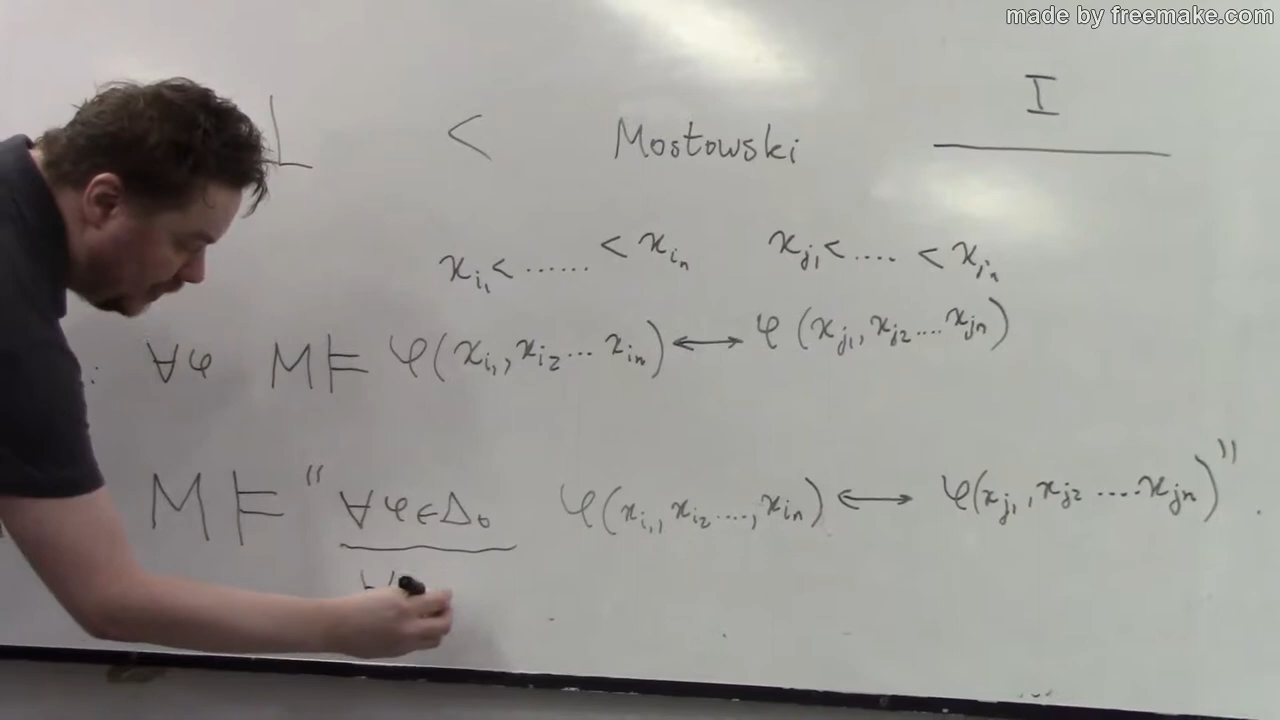 made by freemake.com
L < Mostowski I
x_{i_1} < ...... < x_{i_n} x_{j_1} < .... < x_{j_n}
: ∀φ M ⊨ φ(x_{i_1}, x_{i_2} ... x_{i_n}) ⟷ φ(x_{j_1}, x_{j_2} .... x_{j_n})
M ⊨ "∀φ∈Δ_0 φ(x_{i_1}, x_{i_2} ...., x_{i_n}) ⟷ φ(x_{j_1}, x_{j_2} .... x_{j_n})" .
∀